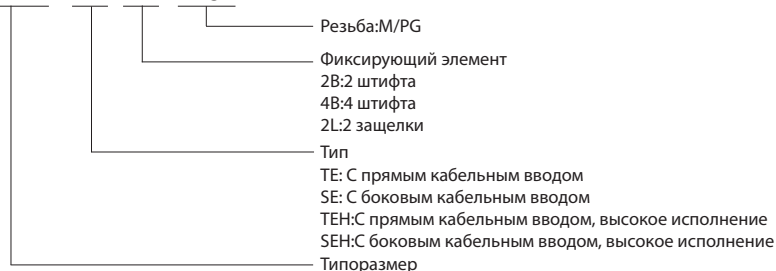 Резьба:M/PG
Фиксирующий элемент
2B:2 штифта
4B:4 штифта
2L:2 защелки
Тип
TE: С прямым кабельным вводом
SE: С боковым кабельным вводом
TEH:С прямым кабельным вводом, высокое исполнение
SEH:С боковым кабельным вводом, высокое исполнение
Типоразмер